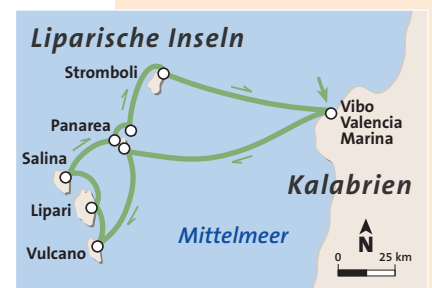 Liparische Inseln
Stromboli
Panarea
Vibo
Valencia
Marina
Salina
Kalabrien
Lipari
Mittelmeer
Vulcano
N
0 25 km